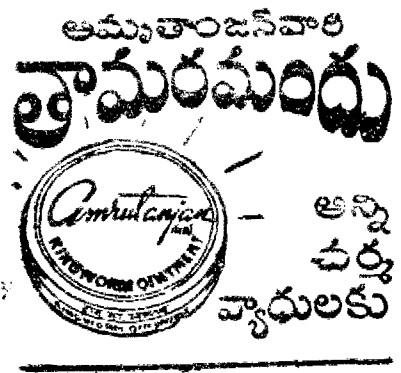 అమృతాంజన్‌వారి
త్రామరమందు
Amrutanjan
RINGWORM OINTMENT
అన్ని
చర్మ
వ్యాధులకు